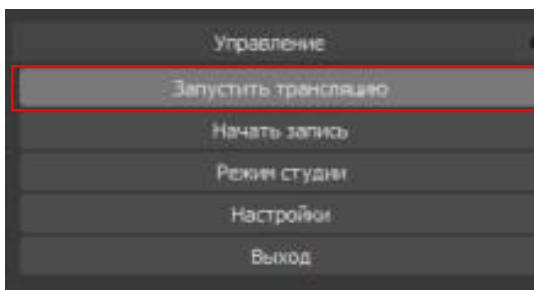 Управление
Запустить трансляцию
Начать запись
Режим студии
Настройки
Выход